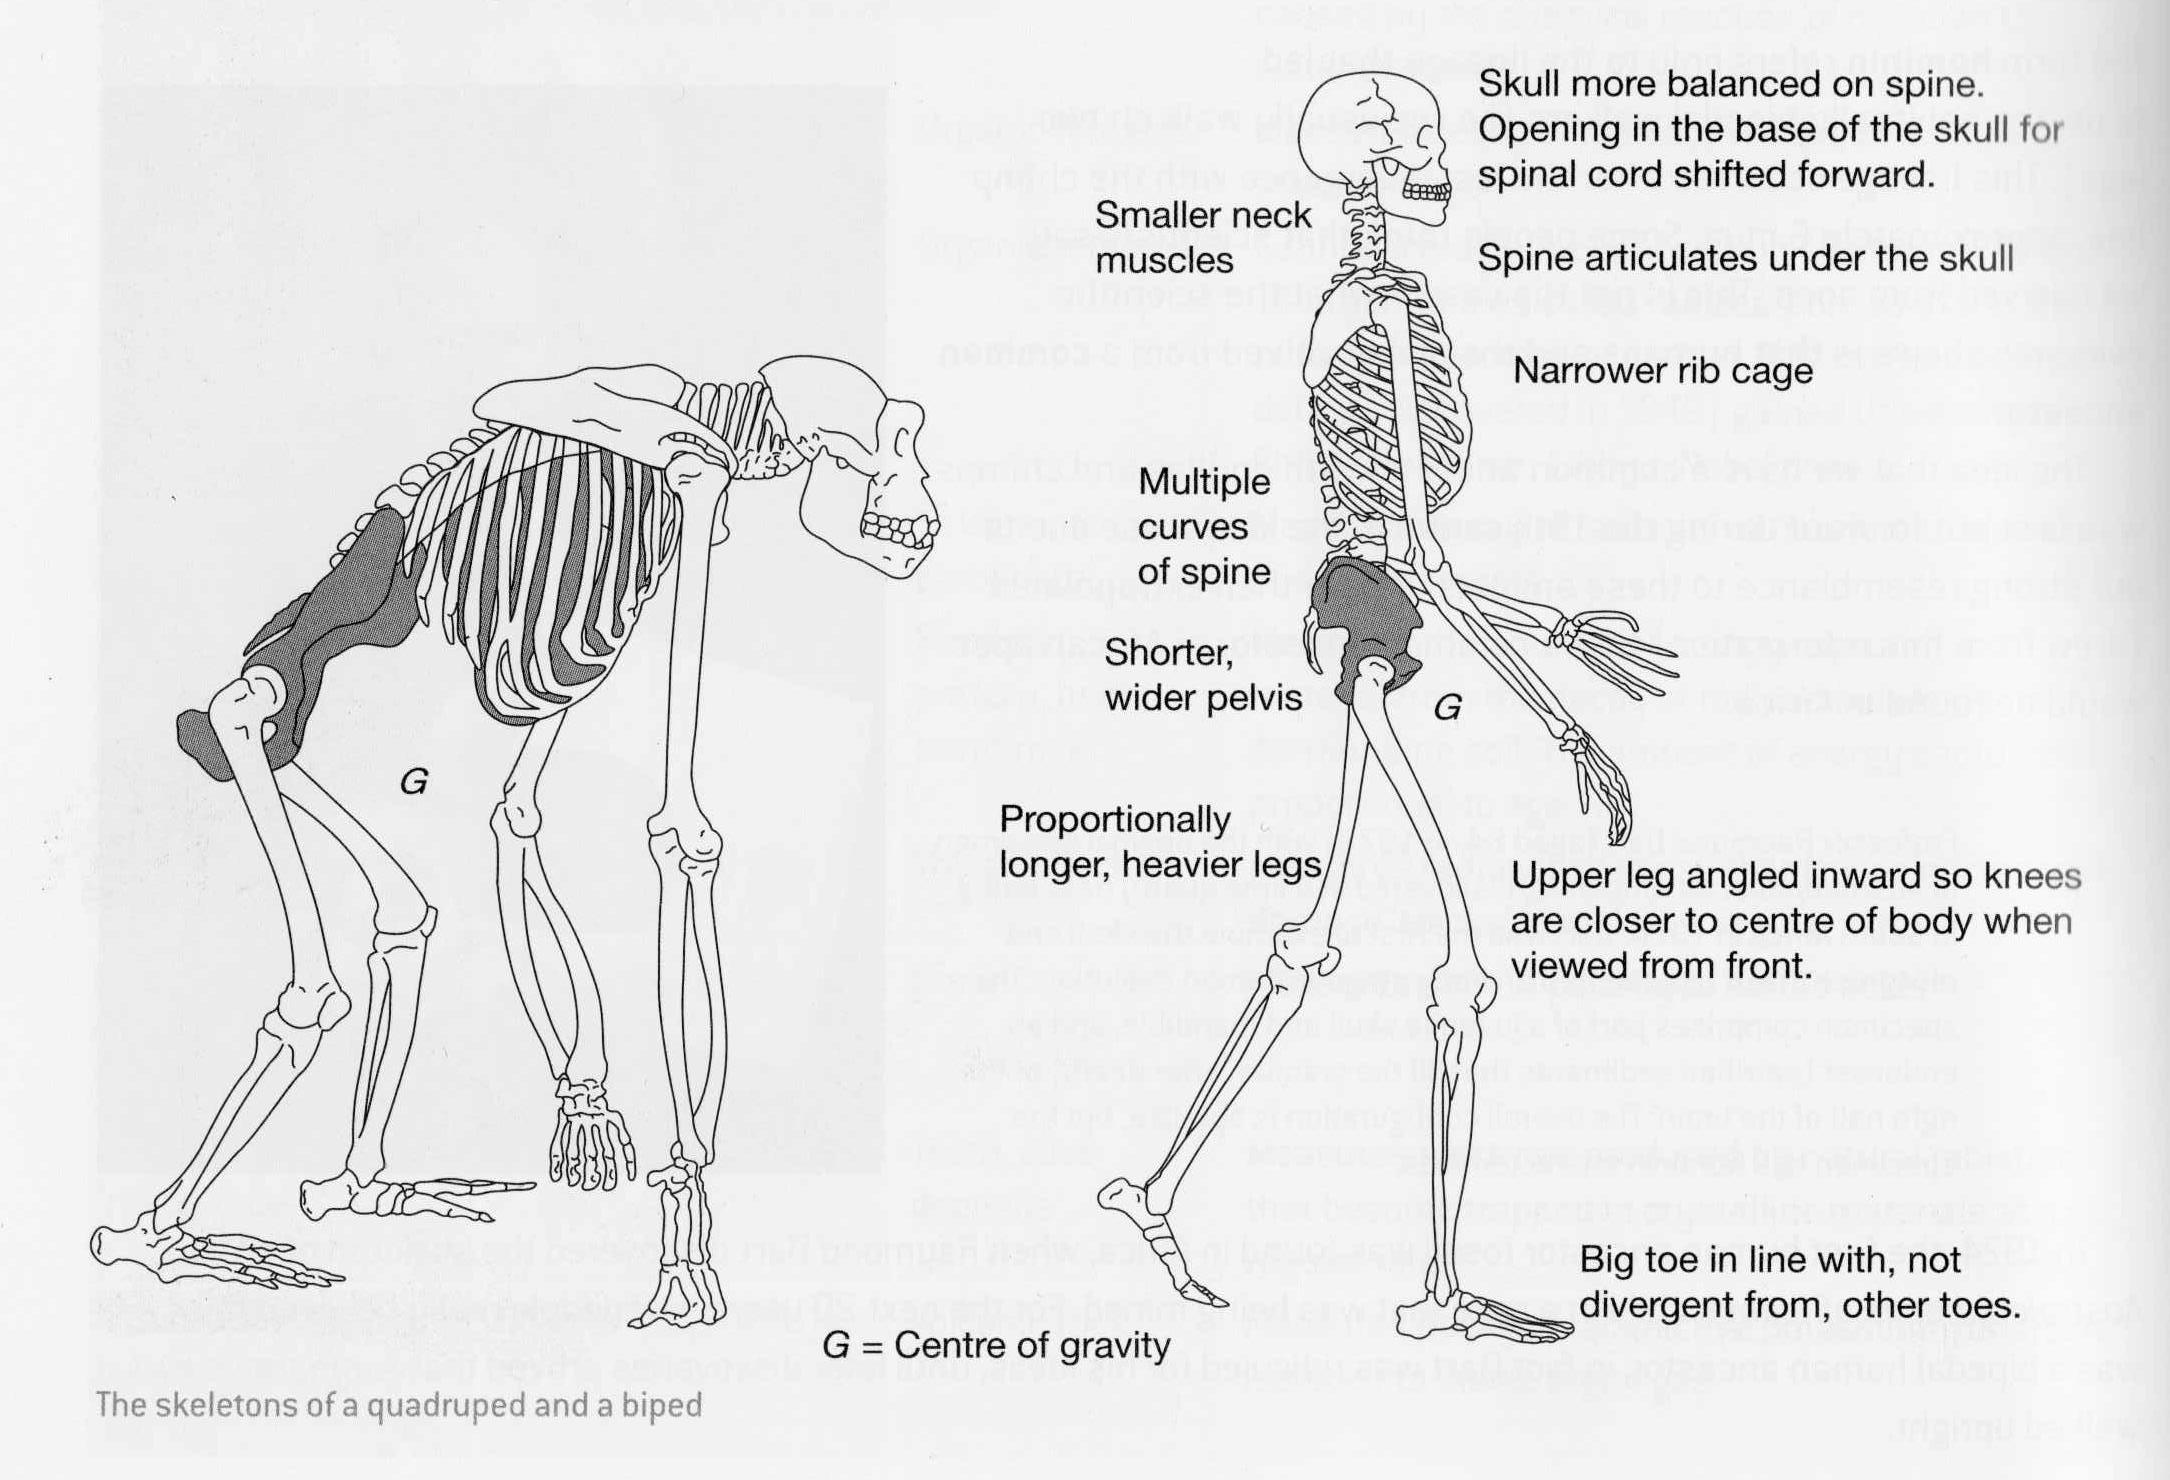 Skull more balanced on spine.
Opening in the base of the skull for
spinal cord shifted forward.
Smaller neck
muscles
Spine articulates under the skull
Narrower rib cage
Multiple
curves
of spine
Shorter,
wider pelvis
G
G
Proportionally
longer, heavier legs
Upper leg angled inward so knees
are closer to centre of body when
viewed from front.
Big toe in line with, not
divergent from, other toes.
G = Centre of gravity
The skeletons of a quadruped and a biped